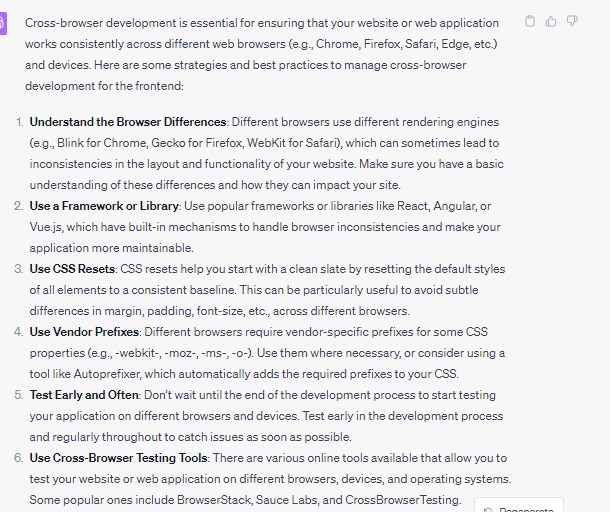 Cross-browser development is essential for ensuring that your website or web application
works consistently across different web browsers (e.g., Chrome, Firefox, Safari, Edge, etc.)
and devices. Here are some strategies and best practices to manage cross-browser
development for the frontend:
1. Understand the Browser Differences: Different browsers use different rendering engines
(e.g., Blink for Chrome, Gecko for Firefox, WebKit for Safari), which can sometimes lead to
inconsistencies in the layout and functionality of your website. Make sure you have a basic
understanding of these differences and how they can impact your site.
2. Use a Framework or Library: Use popular frameworks or libraries like React, Angular, or
Vue.js, which have built-in mechanisms to handle browser inconsistencies and make your
application more maintainable.
3. Use CSS Resets: CSS resets help you start with a clean slate by resetting the default styles
of all elements to a consistent baseline. This can be particularly useful to avoid subtle
differences in margin, padding, font-size, etc., across different browsers.
4. Use Vendor Prefixes: Different browsers require vendor-specific prefixes for some CSS
properties (e.g., -webkit-, -moz-, -ms-, -o-). Use them where necessary, or consider using a
tool like Autoprefixer, which automatically adds the required prefixes to your CSS.
5. Test Early and Often: Don't wait until the end of the development process to start testing
your application on different browsers and devices. Test early in the development process
and regularly throughout to catch issues as soon as possible.
6. Use Cross-Browser Testing Tools: There are various online tools available that allow you to
test your website or web application on different browsers, devices, and operating systems.
Some popular ones include BrowserStack, Sauce Labs, and CrossBrowserTesting.
Regenerate